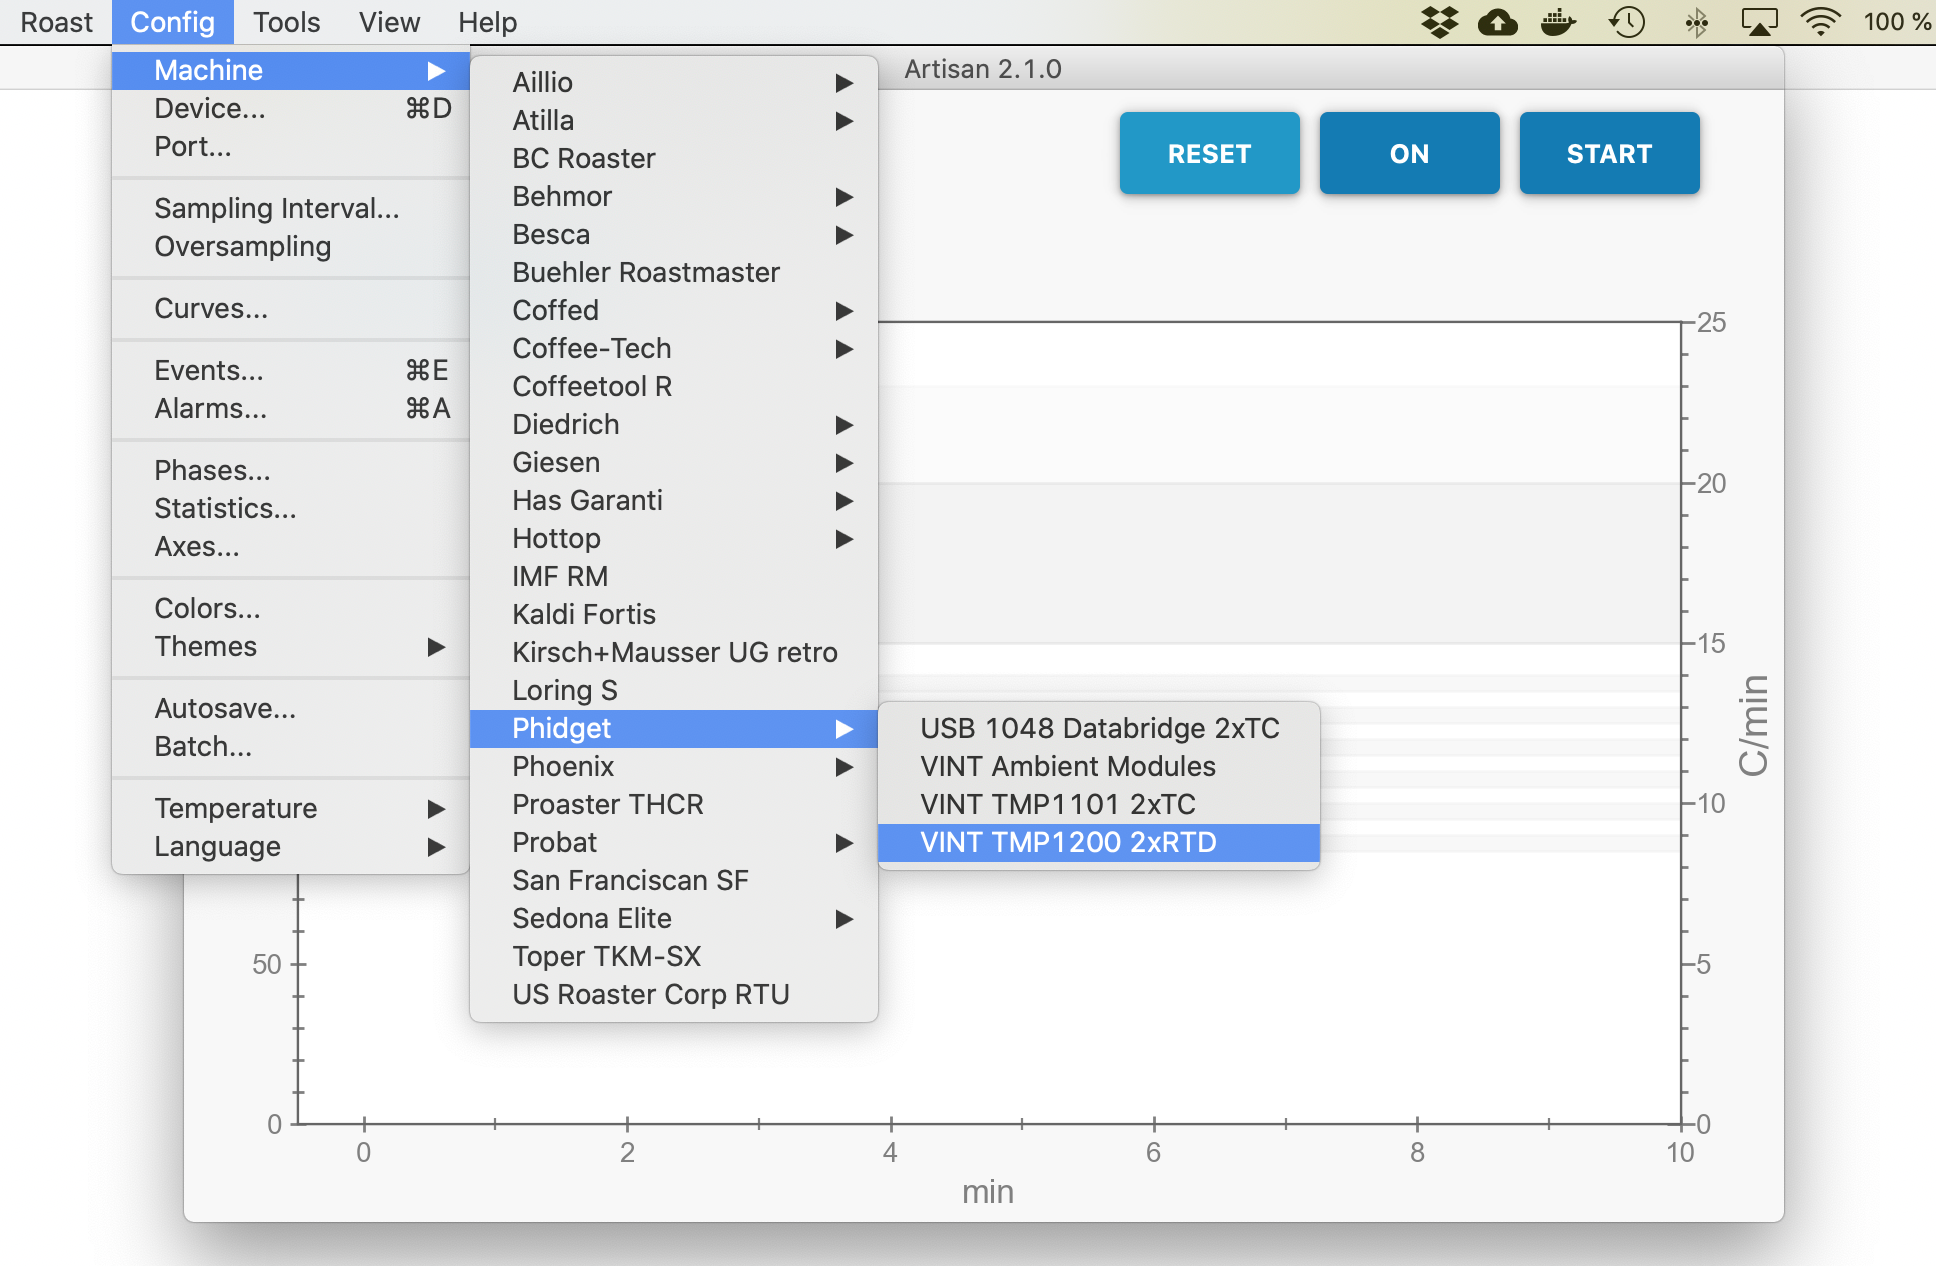 Roast Config Tools View Help 100 %
Artisan 2.1.0
Machine
Device... ⌘D
Port...
Sampling Interval...
Oversampling
Curves...
Events... ⌘E
Alarms... ⌘A
Phases...
Statistics...
Axes...
Colors...
Themes
Autosave...
Batch...
Temperature
Language
Aillio
Atilla
BC Roaster
Behmor
Besca
Buehler Roastmaster
Coffed
Coffee-Tech
Coffeetool R
Diedrich
Giesen
Has Garanti
Hottop
IMF RM
Kaldi Fortis
Kirsch+Mausser UG retro
Loring S
Phidget
Phoenix
Proaster THCR
Probat
San Franciscan SF
Sedona Elite
Toper TKM-SX
US Roaster Corp RTU
USB 1048 Databridge 2xTC
VINT Ambient Modules
VINT TMP1101 2xTC
VINT TMP1200 2xRTD
RESET ON START
25
20
15
10
5
0
C/min
50
0
0 2 4 6 8 10
min